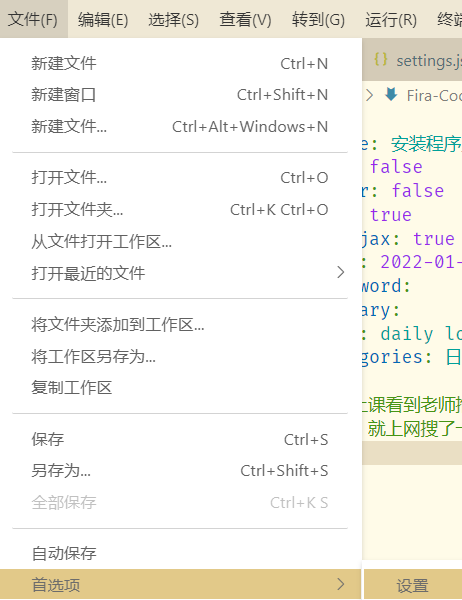 文件(F) 编辑(E) 选择(S) 查看(V) 转到(G) 运行(R) 终
{} settings.js
新建文件 Ctrl+N
新建窗口 Ctrl+Shift+N
Fira-Coo
新建文件... Ctrl+Alt+Windows+N
e: 安装程序
打开文件... Ctrl+O
false
r: false
打开文件夹... Ctrl+K Ctrl+O
true
从文件打开工作区...
jax: true
打开最近的文件
: 2022-01-
word:
将文件夹添加到工作区...
ary:
: daily lo
将工作区另存为...
gories: 日
复制工作区
上课看到老师
保存 Ctrl+S
就上网搜了一
另存为... Ctrl+Shift+S
全部保存 Ctrl+K S
自动保存
首选项
设置